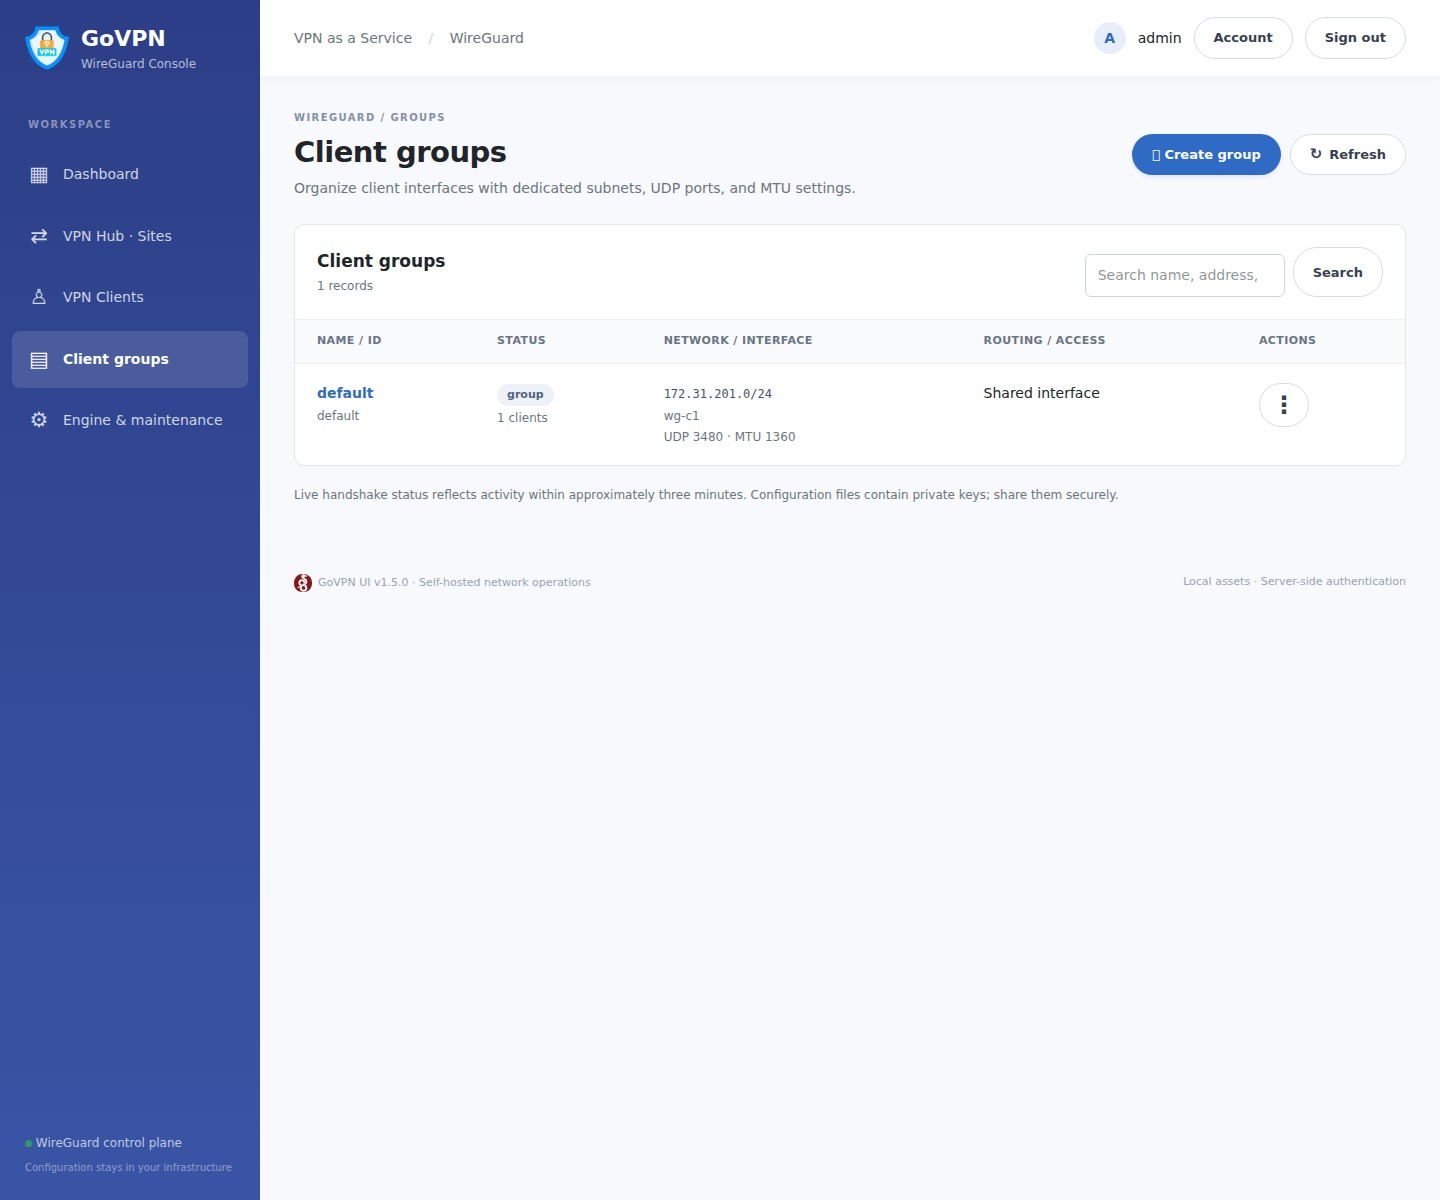 GoVPN
WireGuard Console
VPN
WORKSPACE
Dashboard
VPN Hub · Sites
VPN Clients
Client groups
Engine & maintenance
WireGuard control plane
Configuration stays in your infrastructure
VPN as a Service / WireGuard
A admin Account Sign out
WIREGUARD / GROUPS
Client groups
Organize client interfaces with dedicated subnets, UDP ports, and MTU settings.
Create group
Refresh
Client groups
1 records
Search name, address,
Search
NAME / ID STATUS NETWORK / INTERFACE ROUTING / ACCESS ACTIONS
default group 172.31.201.0/24 Shared interface
default 1 clients wg-c1
UDP 3480 · MTU 1360
Live handshake status reflects activity within approximately three minutes. Configuration files contain private keys; share them securely.
GoVPN UI v1.5.0 · Self-hosted network operations
Local assets · Server-side authentication